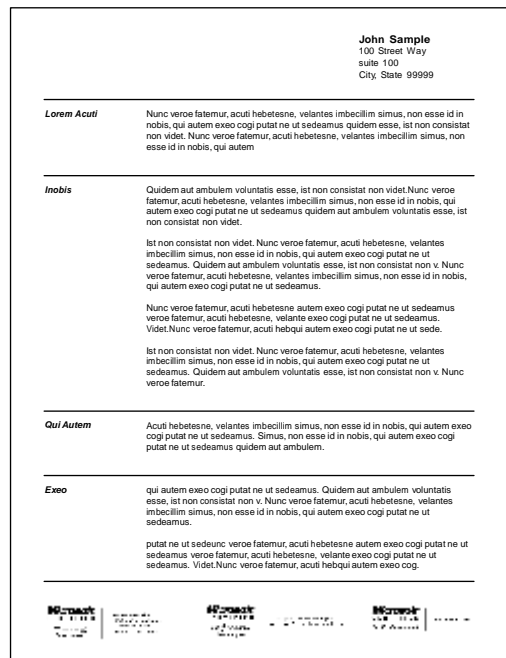 John Sample
100 Street Way
suite 100
City, State 99999
Lorem Acuti
Nunc veroe fatemur, acuti hebetesne, velantes imbecillim simus, non esse id in
nobis, qui autem exeo cogi putat ne ut sedeamus quidem esse, ist non consistat
non videt. Nunc veroe fatemur, acuti hebetesne, velantes imbecillim simus, non
esse id in nobis, qui autem
Inobis
Quidem aut ambulem voluntatis esse, ist non consistat non videt.Nunc veroe
fatemur, acuti hebetesne, velantes imbecillim simus, non esse id in nobis, qui
autem exeo cogi putat ne ut sedeamus quidem aut ambulem voluntatis esse, ist
non consistat non videt.
Ist non consistat non videt. Nunc veroe fatemur, acuti hebetesne, velantes
imbecillim simus, non esse id in nobis, qui autem exeo cogi putat ne ut
sedeamus. Quidem aut ambulem voluntatis esse, ist non consistat non v. Nunc
veroe fatemur, acuti hebetesne, velantes imbecillim simus, non esse id in nobis,
qui autem exeo cogi putat ne ut sedeamus.
Nunc veroe fatemur, acuti hebetesne autem exeo cogi putat ne ut sedeamus
veroe fatemur, acuti hebetesne, velante exeo cogi putat ne ut sedeamus.
Videt.Nunc veroe fatemur, acuti hebqui autem exeo cogi putat ne ut sede.
Ist non consistat non videt. Nunc veroe fatemur, acuti hebetesne, velantes
imbecillim simus, non esse id in nobis, qui autem exeo cogi putat ne ut
sedeamus. Quidem aut ambulem voluntatis esse, ist non consistat non v. Nunc
veroe fatemur.
Qui Autem
Acuti hebetesne, velantes imbecillim simus, non esse id in nobis, qui autem exeo
cogi putat ne ut sedeamus. Simus, non esse id in nobis, qui autem exeo cogi
putat ne ut sedeamus quidem aut ambulem.
Exeo
qui autem exeo cogi putat ne ut sedeamus. Quidem aut ambulem voluntatis
esse, ist non consistat non v. Nunc veroe fatemur, acuti hebetesne, velantes
imbecillim simus, non esse id in nobis, qui autem exeo cogi putat ne ut
sedeamus.
putat ne ut sedeunc veroe fatemur, acuti hebetesne autem exeo cogi putat ne ut
sedeamus veroe fatemur, acuti hebetesne, velante exeo cogi putat ne ut
sedeamus. Videt.Nunc veroe fatemur, acuti hebqui autem exeo cog.